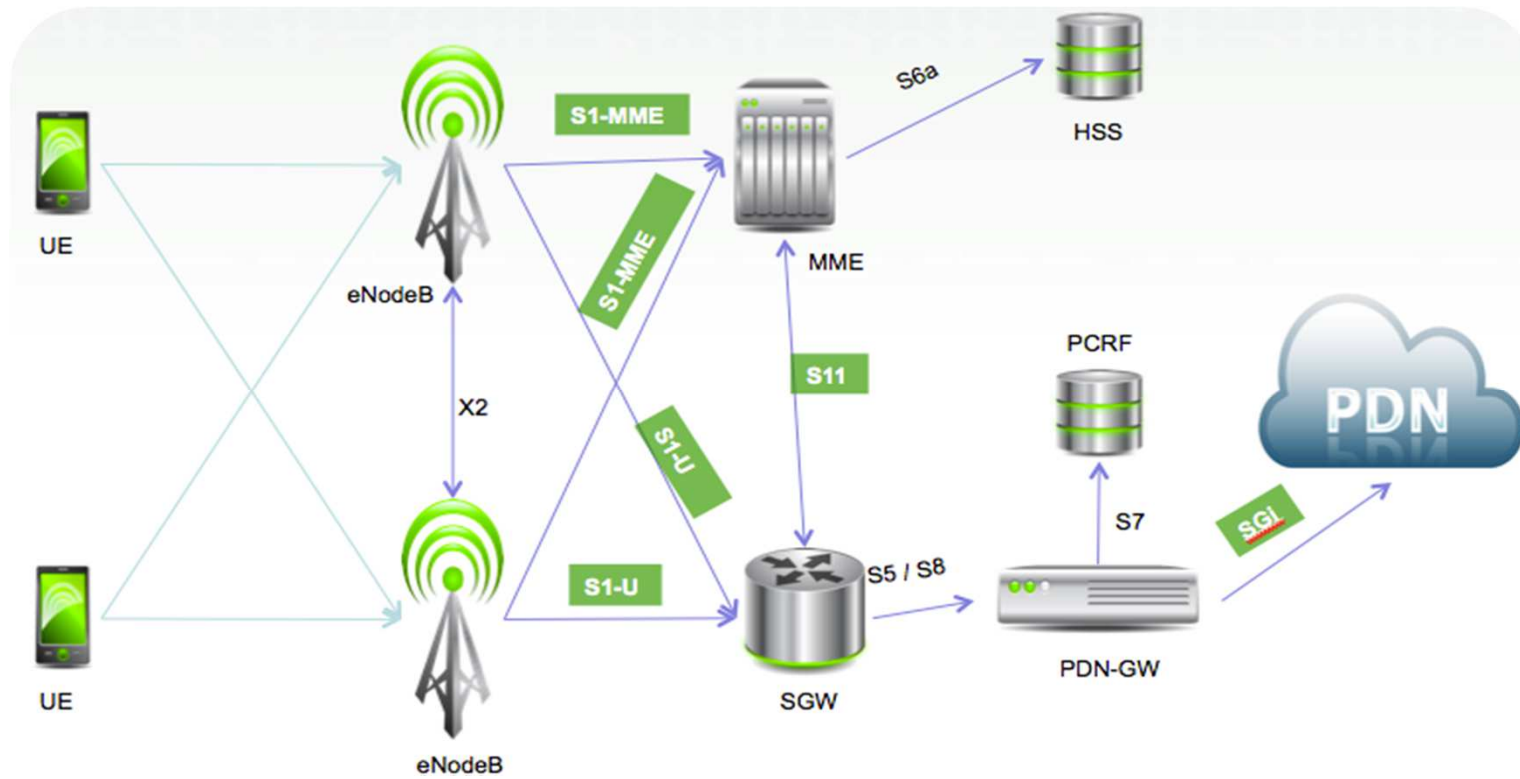 S6a
HSS
S1-MME
UE
MME
S1-MME
eNodeB
PCRF
S11
PDN
X2
S1-U
SGi
S7
S5 / S8
S1-U
PDN-GW
UE
SGW
eNodeB